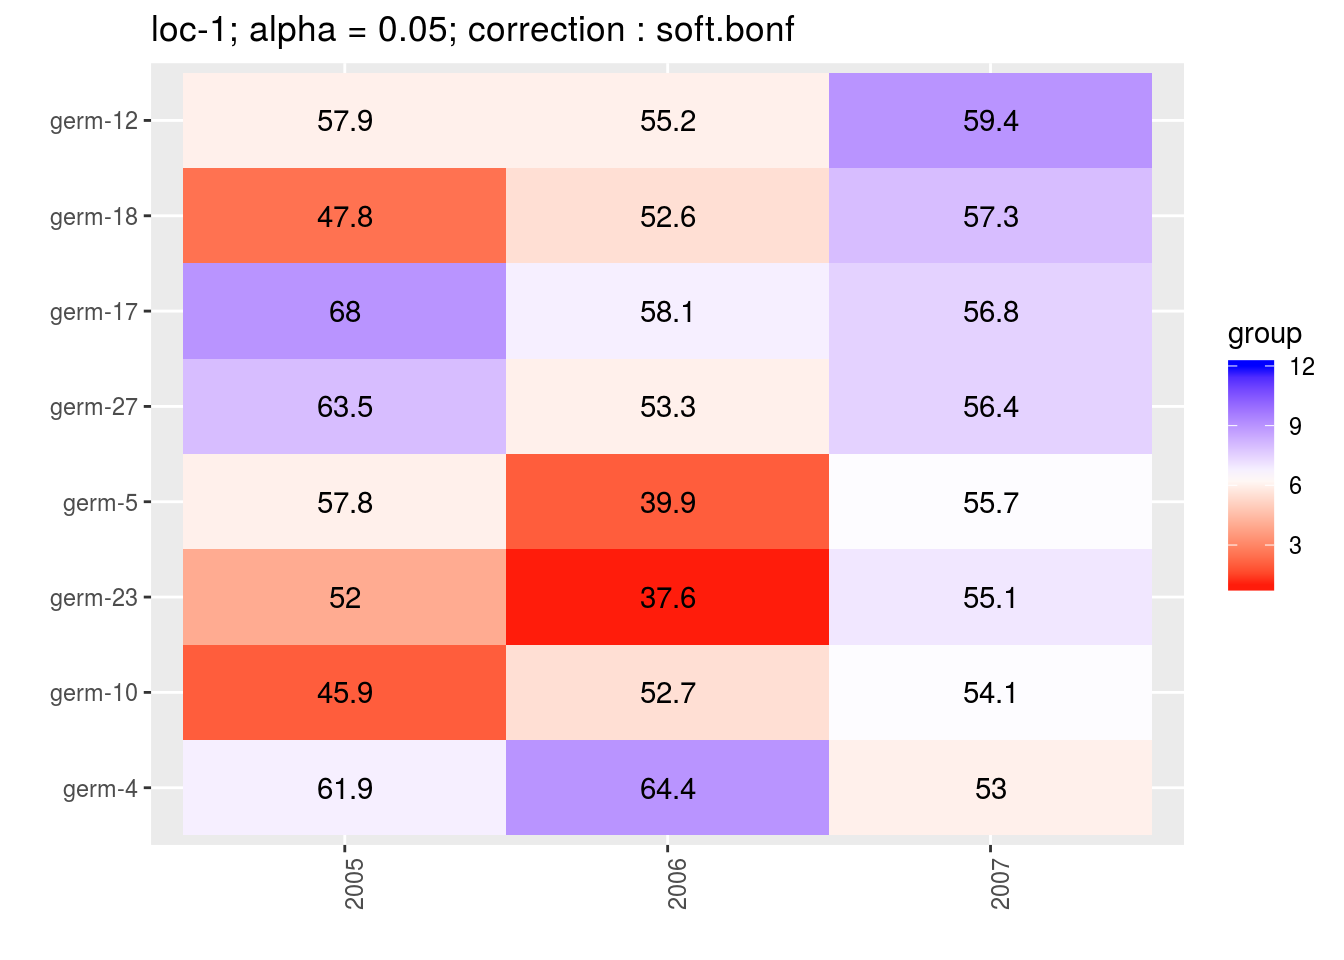 loc-1; alpha = 0.05; correction : soft.bonf
germ-12 57.9 55.2 59.4
germ-18 47.8 52.6 57.3
germ-17 68 58.1 56.8
germ-27 63.5 53.3 56.4
germ-5 57.8 39.9 55.7
germ-23 52 37.6 55.1
germ-10 45.9 52.7 54.1
germ-4 61.9 64.4 53
2005 2006 2007
group
12
9
6
3